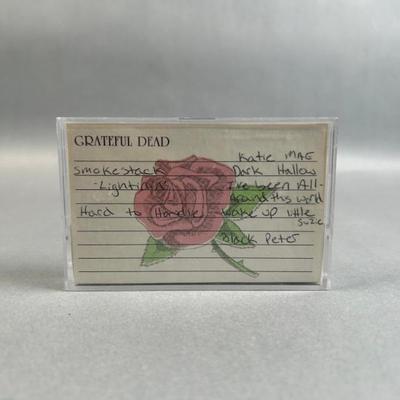 GRATEFUL DEAD
Smokestack
Lightinin'
Hard to Handle
Katie MAE
Dark Hallow
I've been All-
Around this world
Wake up little
Suzie
Black Peter